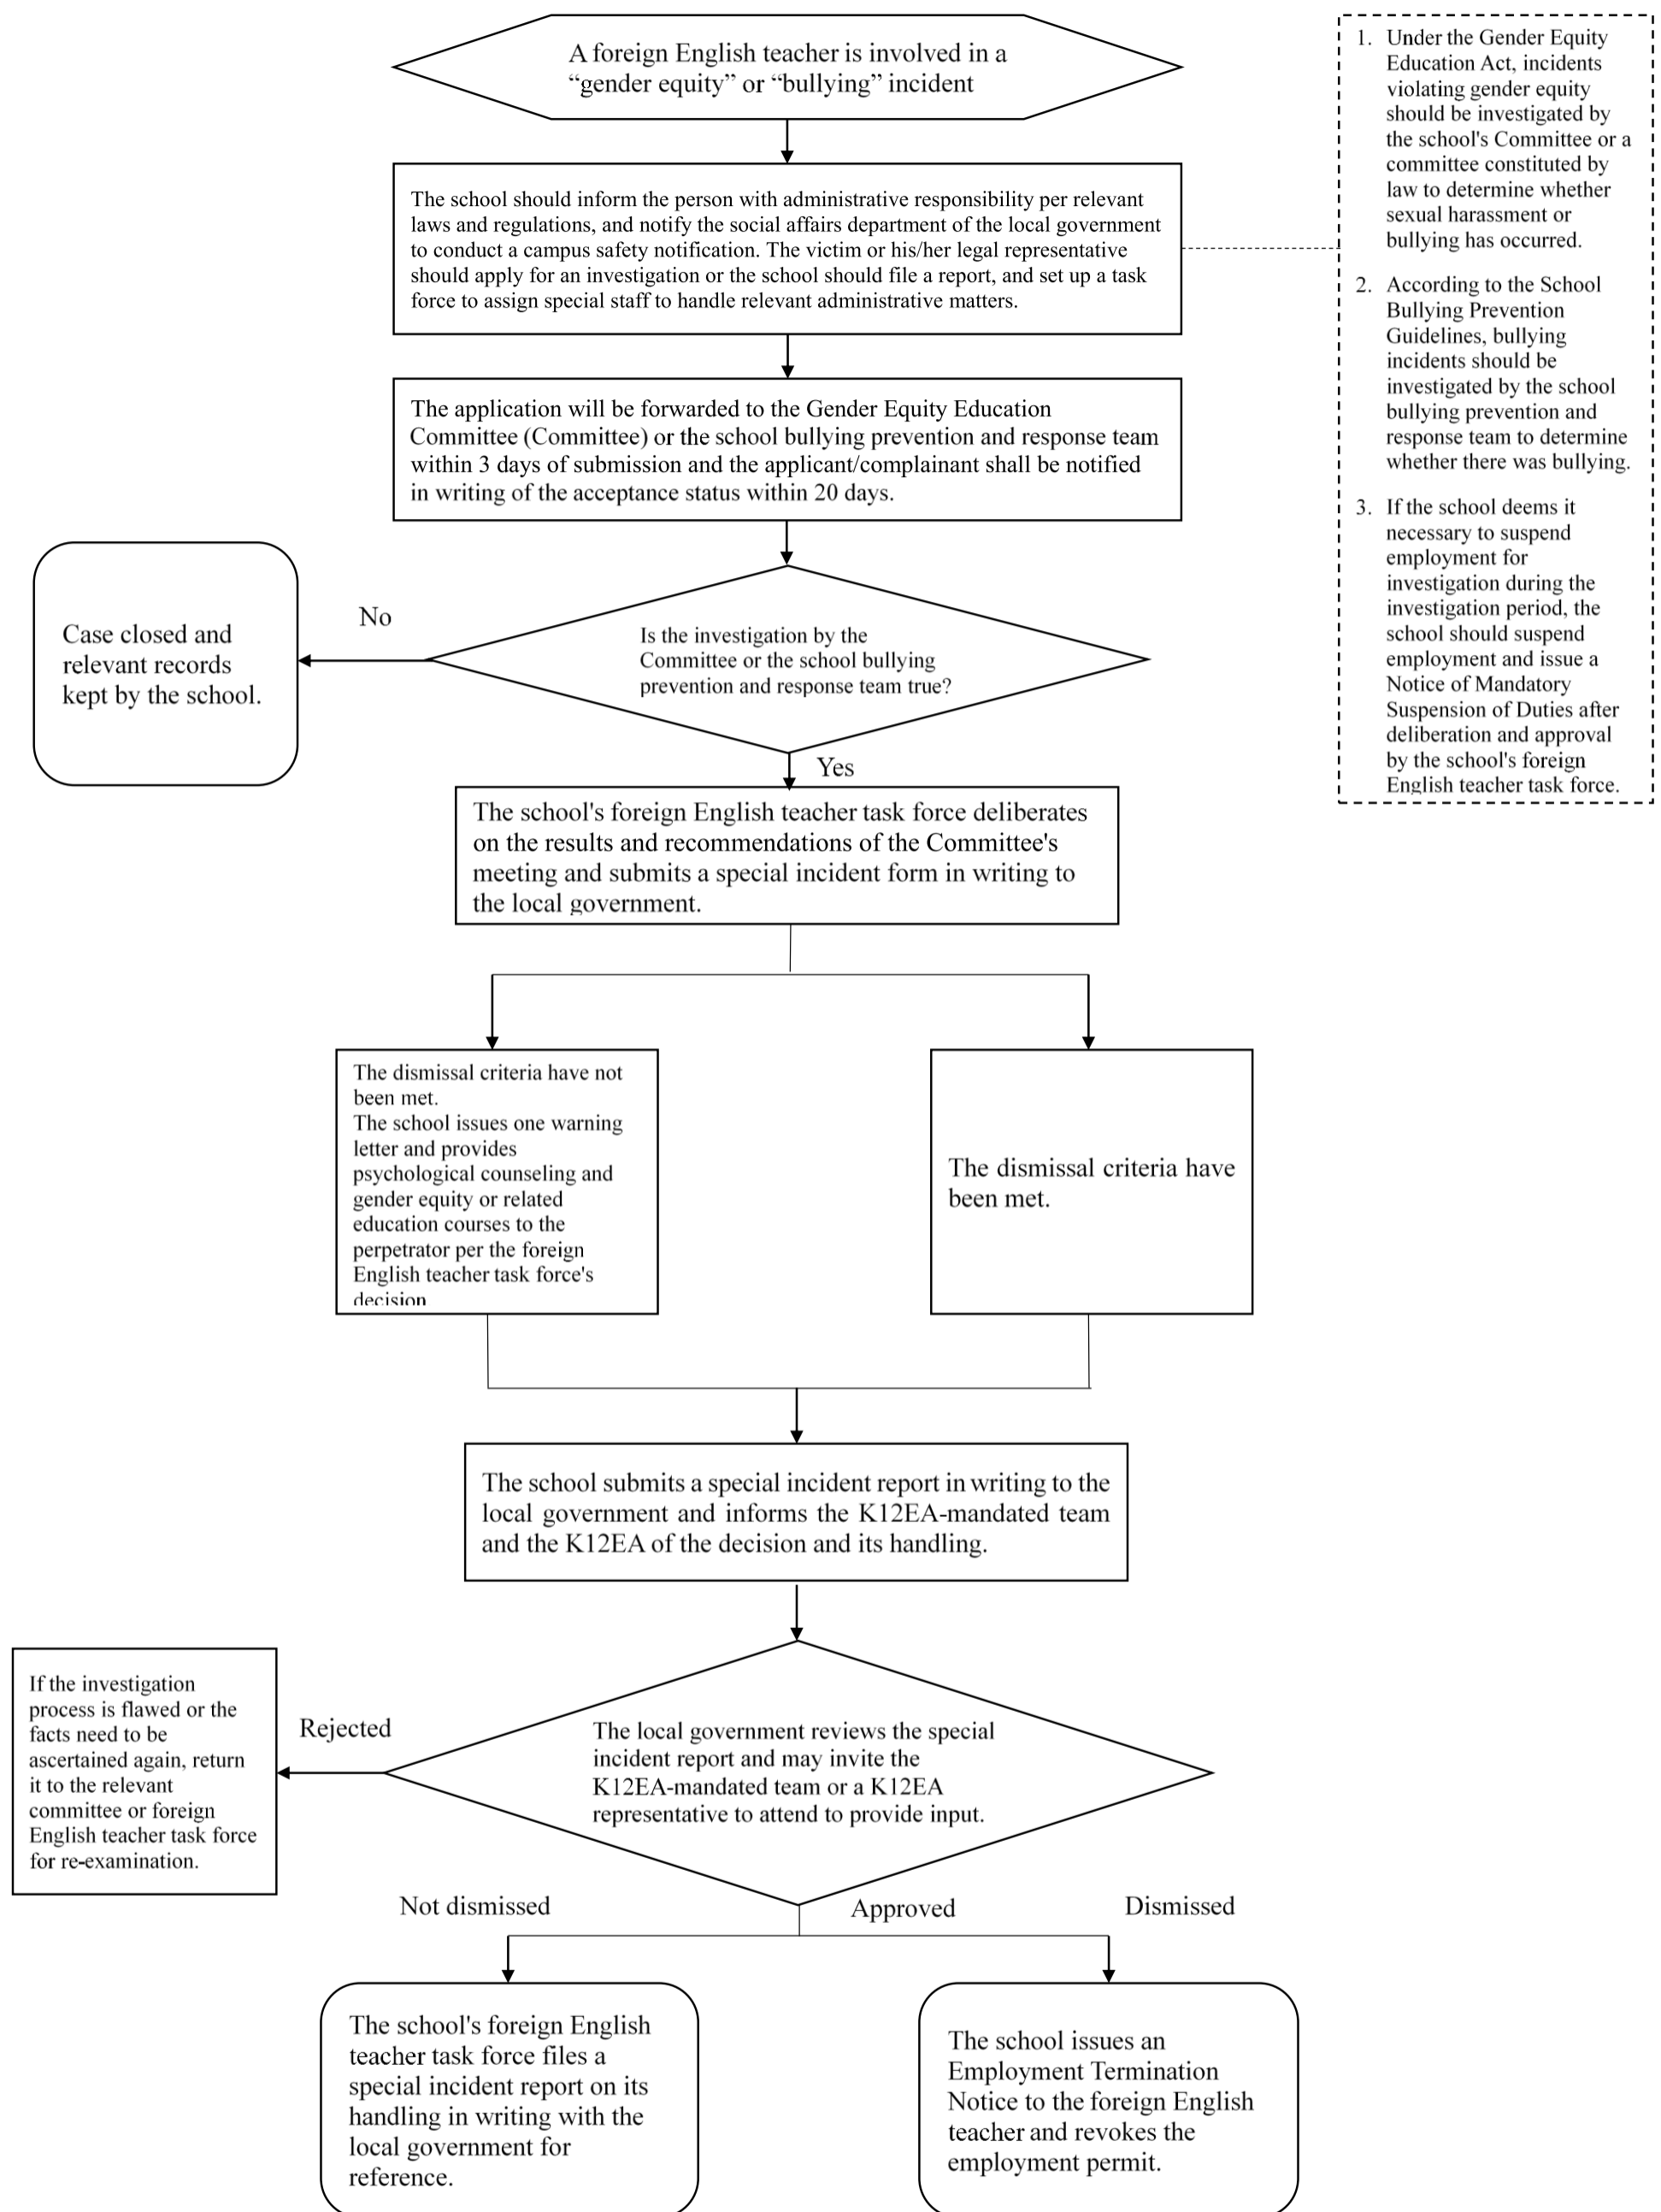 A foreign English teacher is involved in a
“gender equity” or “bullying” incident
The school should inform the person with administrative responsibility per relevant
laws and regulations, and notify the social affairs department of the local government
to conduct a campus safety notification. The victim or his/her legal representative
should apply for an investigation or the school should file a report, and set up a task
force to assign special staff to handle relevant administrative matters.
1. Under the Gender Equity
Education Act, incidents
violating gender equity
should be investigated by
the school's Committee or a
committee constituted by
law to determine whether
sexual harassment or
bullying has occurred.
2. According to the School
Bullying Prevention
Guidelines, bullying
incidents should be
investigated by the school
bullying prevention and
response team to determine
whether there was bullying.
3. If the school deems it
necessary to suspend
employment for
investigation during the
investigation period, the
school should suspend
employment and issue a
Notice of Mandatory
Suspension of Duties after
deliberation and approval
by the school's foreign
English teacher task force.
The application will be forwarded to the Gender Equity Education
Committee (Committee) or the school bullying prevention and response team
within 3 days of submission and the applicant/complainant shall be notified
in writing of the acceptance status within 20 days.
Is the investigation by the
Committee or the school bullying
prevention and response team true?
No
Case closed and
relevant records
kept by the school.
Yes
The school's foreign English teacher task force deliberates
on the results and recommendations of the Committee's
meeting and submits a special incident form in writing to
the local government.
The dismissal criteria have not
been met.
The school issues one warning
letter and provides
psychological counseling and
gender equity or related
education courses to the
perpetrator per the foreign
English teacher task force's
decision
The dismissal criteria have
been met.
The school submits a special incident report in writing to the
local government and informs the K12EA-mandated team
and the K12EA of the decision and its handling.
The local government reviews the special
incident report and may invite the
K12EA-mandated team or a K12EA
representative to attend to provide input.
Rejected
If the investigation
process is flawed or the
facts need to be
ascertained again, return
it to the relevant
committee or foreign
English teacher task force
for re-examination.
Not dismissed
Approved
Dismissed
The school's foreign English
teacher task force files a
special incident report on its
handling in writing with the
local government for
reference.
The school issues an
Employment Termination
Notice to the foreign English
teacher and revokes the
employment permit.